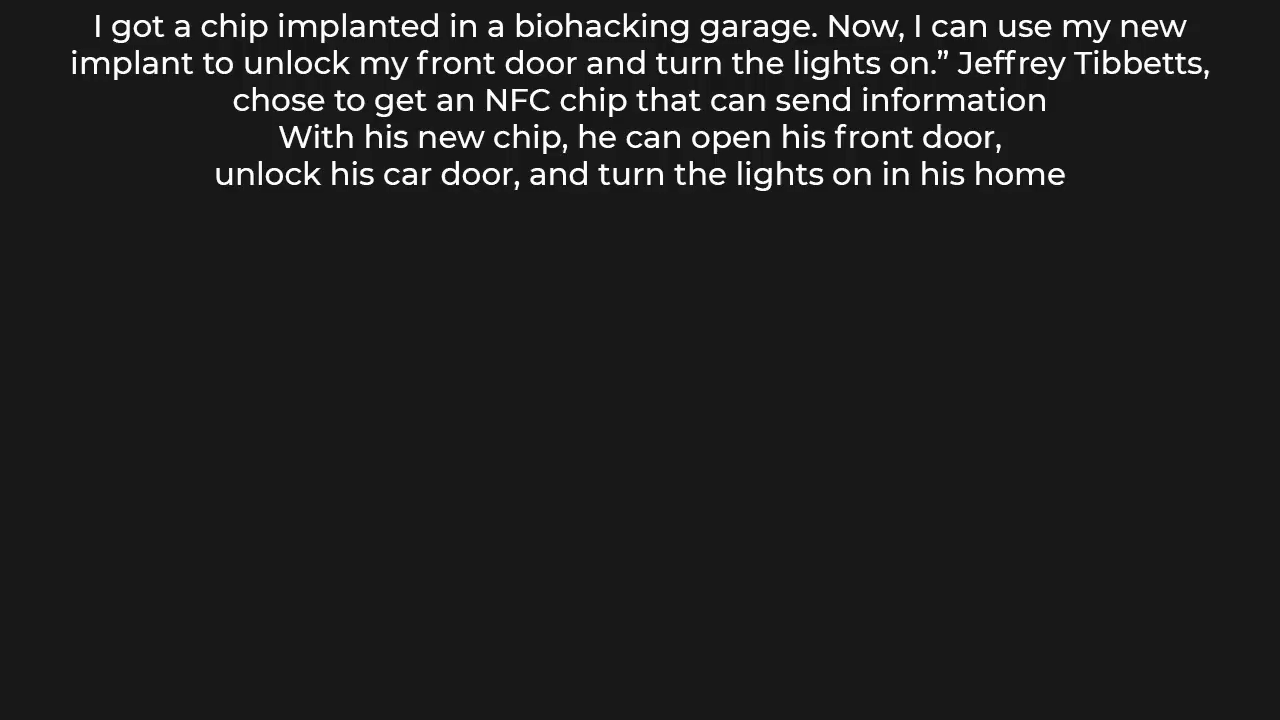 I got a chip implanted in a biohacking garage. Now, I can use my new
implant to unlock my front door and turn the lights on.” Jeffrey Tibbetts,
chose to get an NFC chip that can send information
With his new chip, he can open his front door,
unlock his car door, and turn the lights on in his home